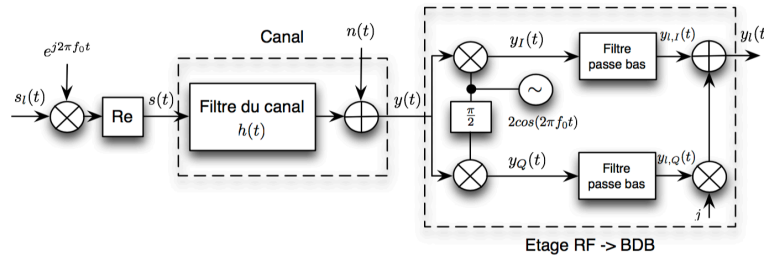 Canal
n(t)
e^{j2πf₀t}
s_l(t)
Re
s(t)
Filtre du canal
h(t)
y(t)
y_I(t)
Filtre
passe bas
y_{l,I}(t)
y_l(t
~
π/2
2cos(2πf₀t)
y_Q(t)
Filtre
passe bas
y_{l,Q}(t)
j
Etage RF -> BDB